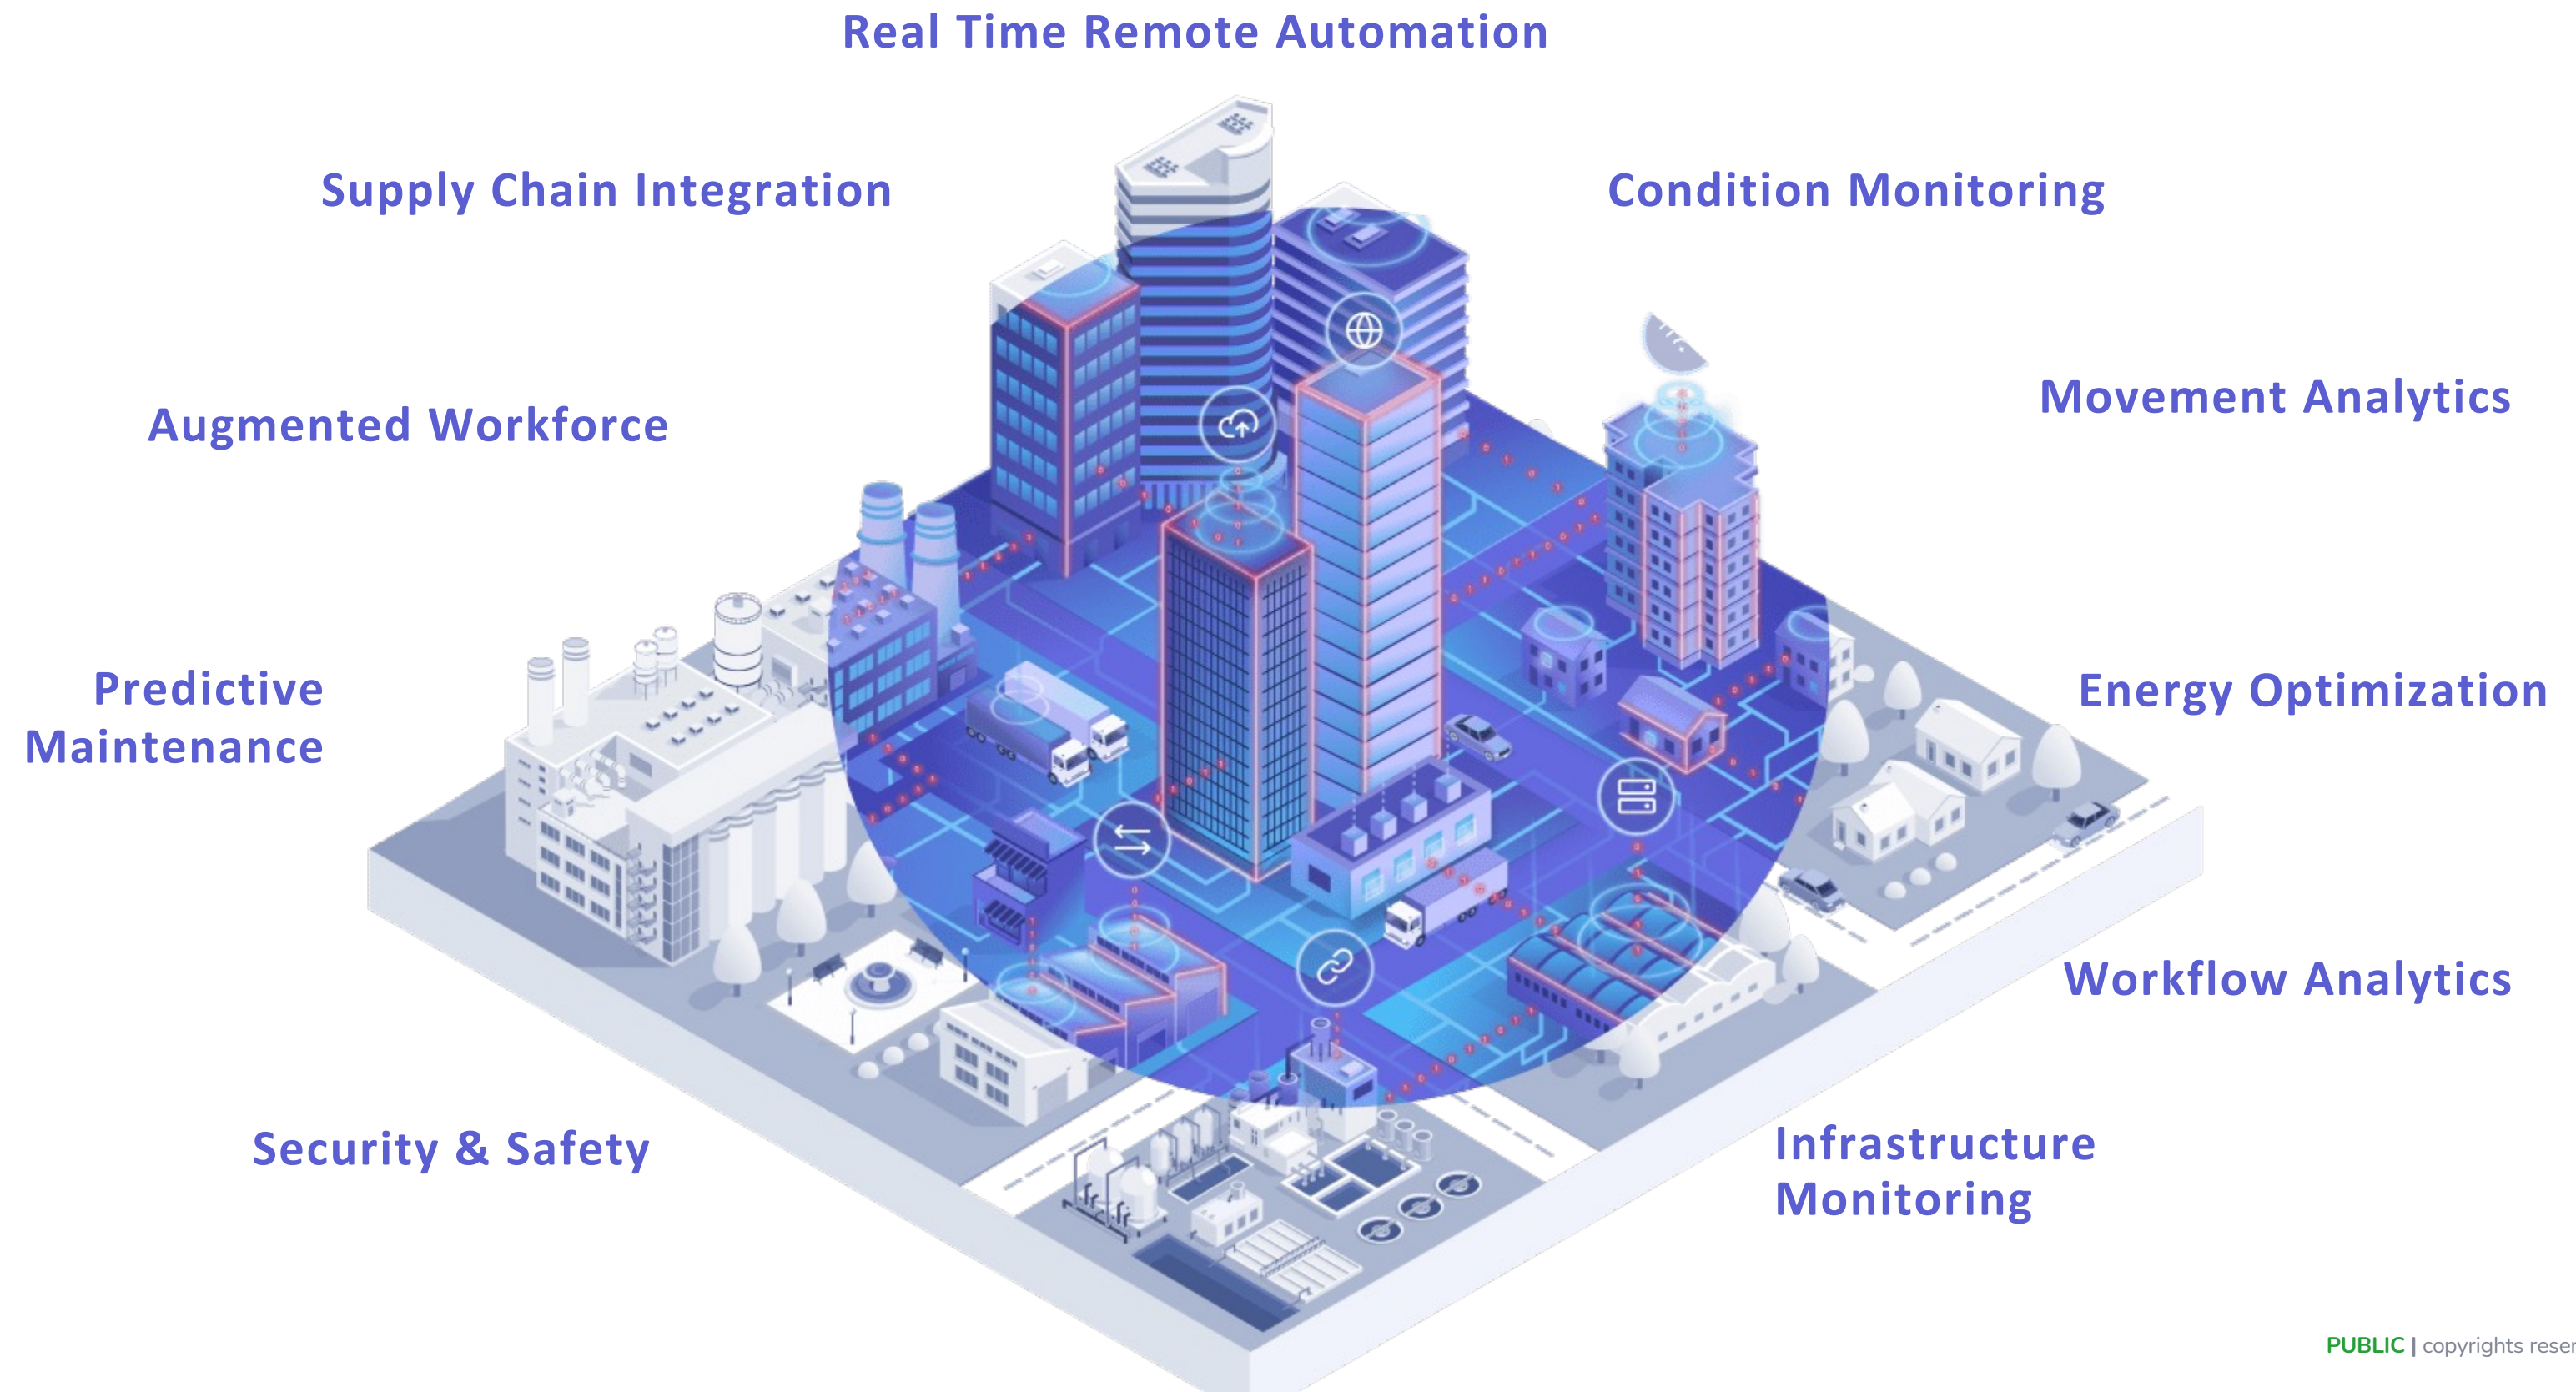 Real Time Remote Automation
Supply Chain Integration
Condition Monitoring
Augmented Workforce
Movement Analytics
Predictive
Maintenance
Energy Optimization
Workflow Analytics
Security & Safety
Infrastructure
Monitoring
PUBLIC | copyrights reser